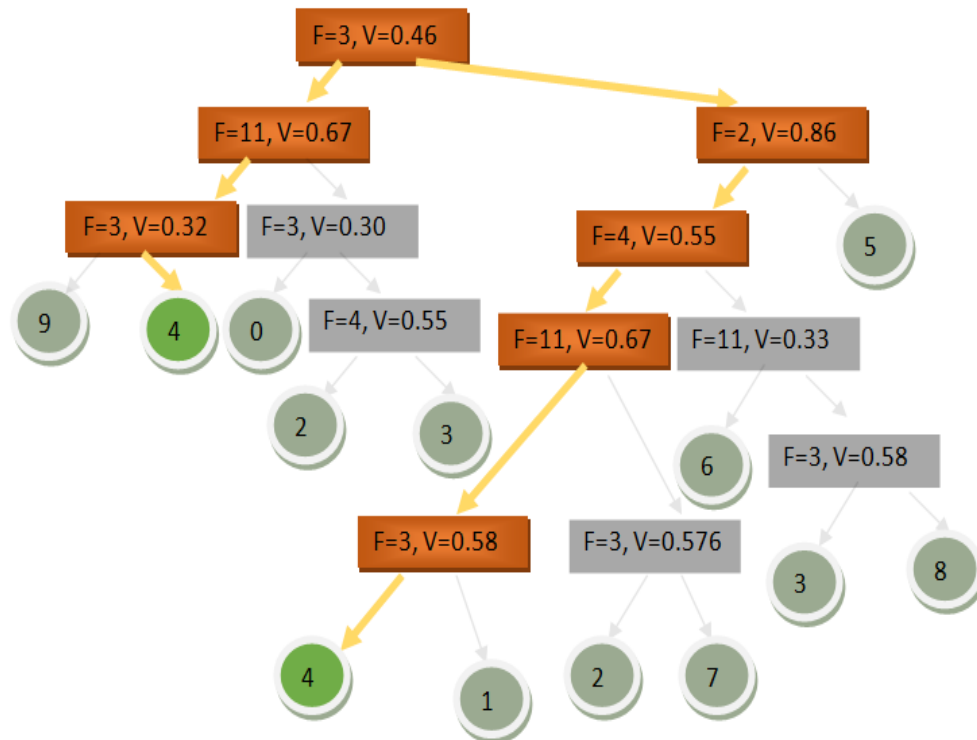 F=3, V=0.46
F=11, V=0.67
F=2, V=0.86
F=3, V=0.32
F=3, V=0.30
F=4, V=0.55
5
9
4
0
F=4, V=0.55
F=11, V=0.67
F=11, V=0.33
2
3
6
F=3, V=0.58
F=3, V=0.58
F=3, V=0.576
3
8
4
1
2
7